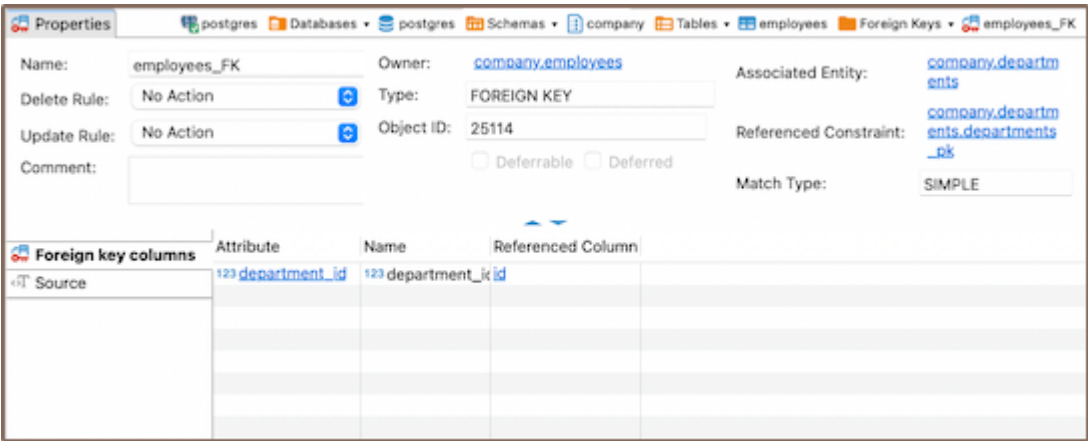 Properties
postgres Databases postgres Schemas company Tables employees Foreign Keys employees_FK
Name: employees_FK
Delete Rule: No Action
Update Rule: No Action
Comment:
Owner: company.employees
Type: FOREIGN KEY
Object ID: 25114
Deferrable Deferred
Associated Entity: company.departm
ents
Referenced Constraint: company.departm
ents.departments
_pk
Match Type: SIMPLE
Foreign key columns
Source
Attribute Name Referenced Column
123 department_id 123 department_ic id